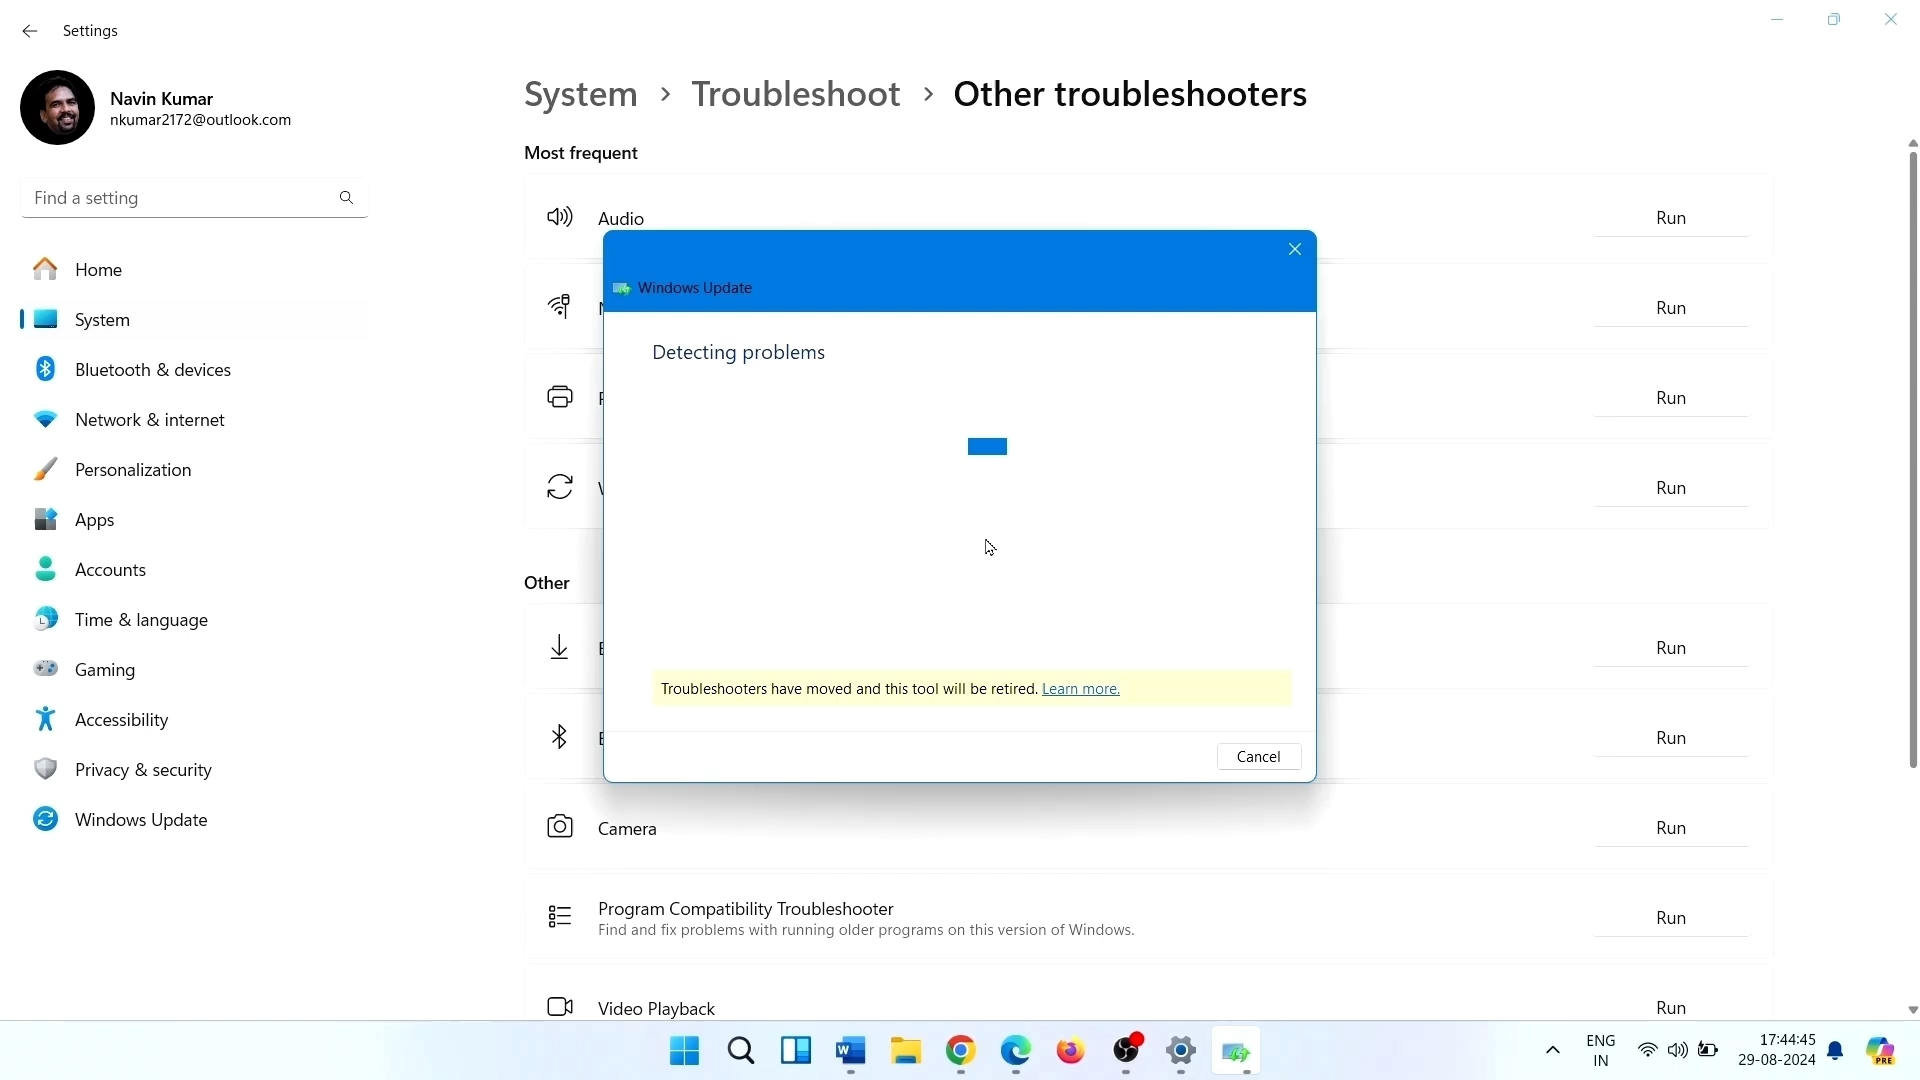 Settings
Navin Kumar
nkumar2172@outlook.com
Find a setting
Home
System
Bluetooth & devices
Network & internet
Personalization
Apps
Accounts
Time & language
Gaming
Accessibility
Privacy & security
Windows Update
System > Troubleshoot > Other troubleshooters
Most frequent
Audio
Run
Run
Run
Run
Windows Update
Detecting problems
Troubleshooters have moved and this tool will be retired. Learn more.
Cancel
Other
Run
Run
Camera
Run
Program Compatibility Troubleshooter
Find and fix problems with running older programs on this version of Windows.
Run
Video Playback
Run
ENG
IN
17:44:45
29-08-2024
PRE